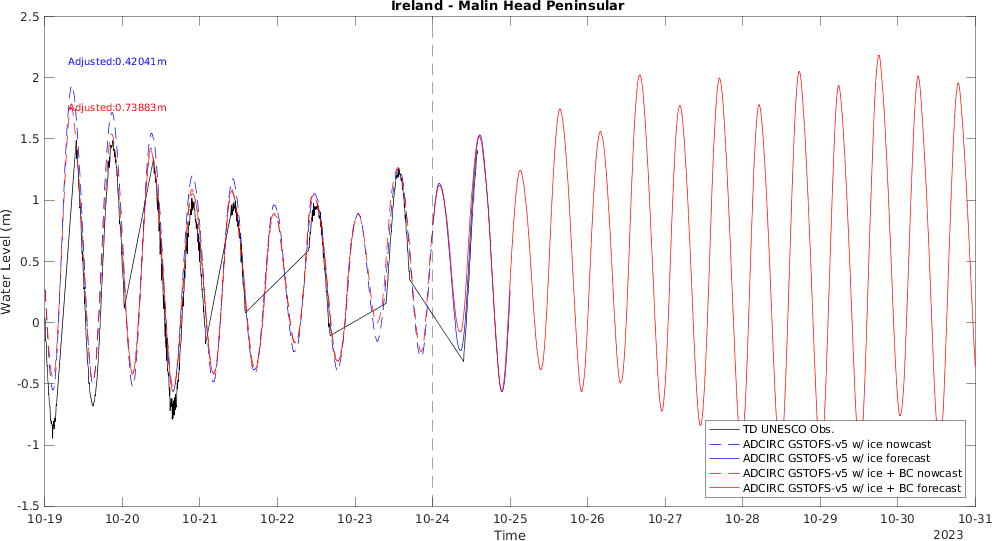 Ireland - Malin Head Peninsular
Adjusted:0.42041m
Adjusted:0.73883m
Water Level (m)
2.5
2
1.5
1
0.5
0
-0.5
-1
-1.5
TD UNESCO Obs.
ADCIRC GSTOFS-v5 w/ ice nowcast
ADCIRC GSTOFS-v5 w/ ice forecast
ADCIRC GSTOFS-v5 w/ ice + BC nowcast
ADCIRC GSTOFS-v5 w/ ice + BC forecast
10-19 10-20 10-21 10-22 10-23 10-24 10-25 10-26 10-27 10-28 10-29 10-30 10-31
Time
2023